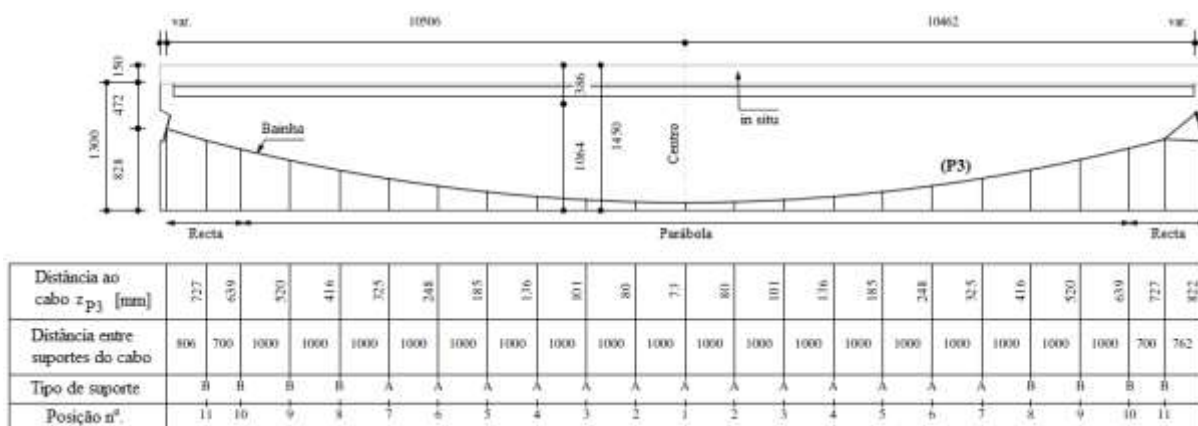 var. 10506 10462 var.
150
472
1300
828
386
1064
1450
Bainha
Centro
in situ
(P3)
Recta Parábola Recta
Distância ao cabo z P3 [mm] 727 639 520 416 325 248 185 136 101 80 73 80 101 136 185 248 325 416 520 639 727 822
Distância entre suportes do cabo 806 700 1000 1000 1000 1000 1000 1000 1000 1000 1000 1000 1000 1000 1000 1000 1000 1000 1000 700 762
Tipo de suporte B B B B A A A A A A A A A A A A A B B B B
Posição nº. 11 10 9 8 7 6 5 4 3 2 1 2 3 4 5 6 7 8 9 10 11